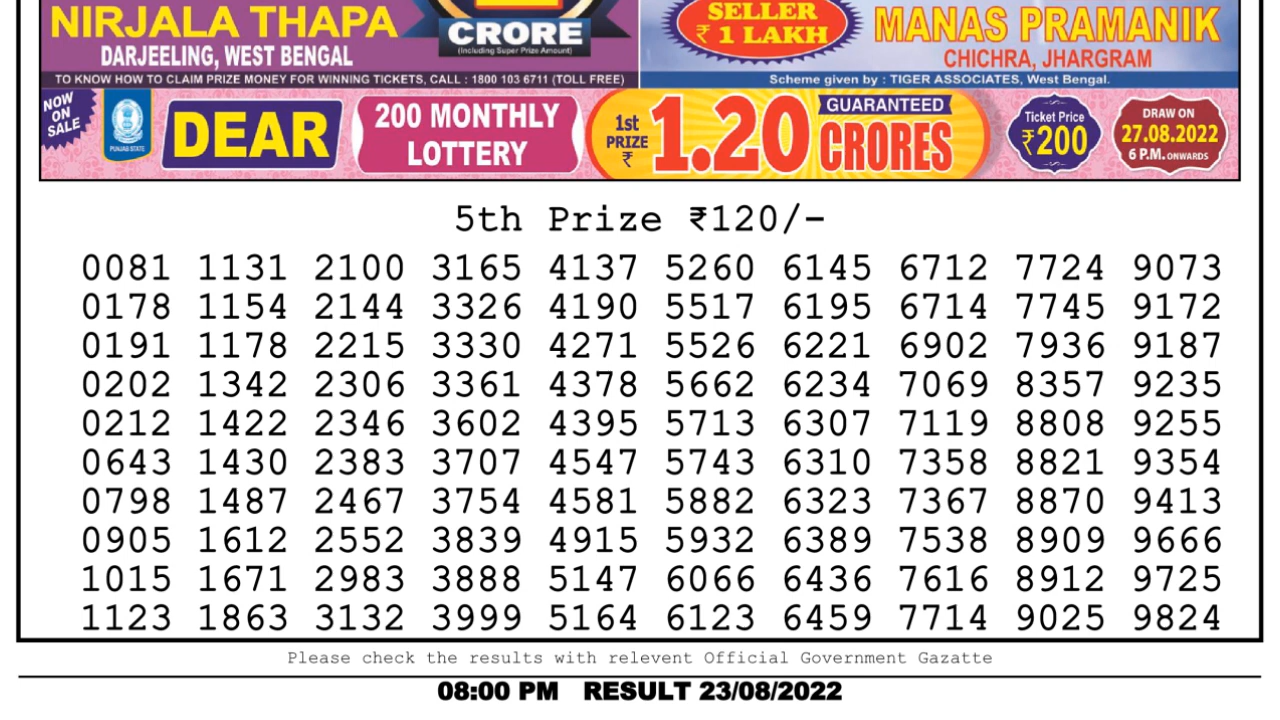 NIRJALA THAPA
DARJEELING, WEST BENGAL
CRORE
(Including Super Prize Amount)
SELLER
₹ 1 LAKH
MANAS PRAMANIK
CHICHRA, JHARGRAM
TO KNOW HOW TO CLAIM PRIZE MONEY FOR WINNING TICKETS, CALL : 1800 103 6711 (TOLL FREE)
Scheme given by : TIGER ASSOCIATES, West Bengal.
NOW
ON
SALE
PUNJAB STATE
DEAR
200 MONTHLY
LOTTERY
1st
PRIZE
₹
1.20
GUARANTEED
CRORES
Ticket Price
₹200
DRAW ON
27.08.2022
6 P.M. ONWARDS
5th Prize ₹120/-
0081 1131 2100 3165 4137 5260 6145 6712 7724 9073
0178 1154 2144 3326 4190 5517 6195 6714 7745 9172
0191 1178 2215 3330 4271 5526 6221 6902 7936 9187
0202 1342 2306 3361 4378 5662 6234 7069 8357 9235
0212 1422 2346 3602 4395 5713 6307 7119 8808 9255
0643 1430 2383 3707 4547 5743 6310 7358 8821 9354
0798 1487 2467 3754 4581 5882 6323 7367 8870 9413
0905 1612 2552 3839 4915 5932 6389 7538 8909 9666
1015 1671 2983 3888 5147 6066 6436 7616 8912 9725
1123 1863 3132 3999 5164 6123 6459 7714 9025 9824
Please check the results with relevent Official Government Gazatte
08:00 PM RESULT 23/08/2022